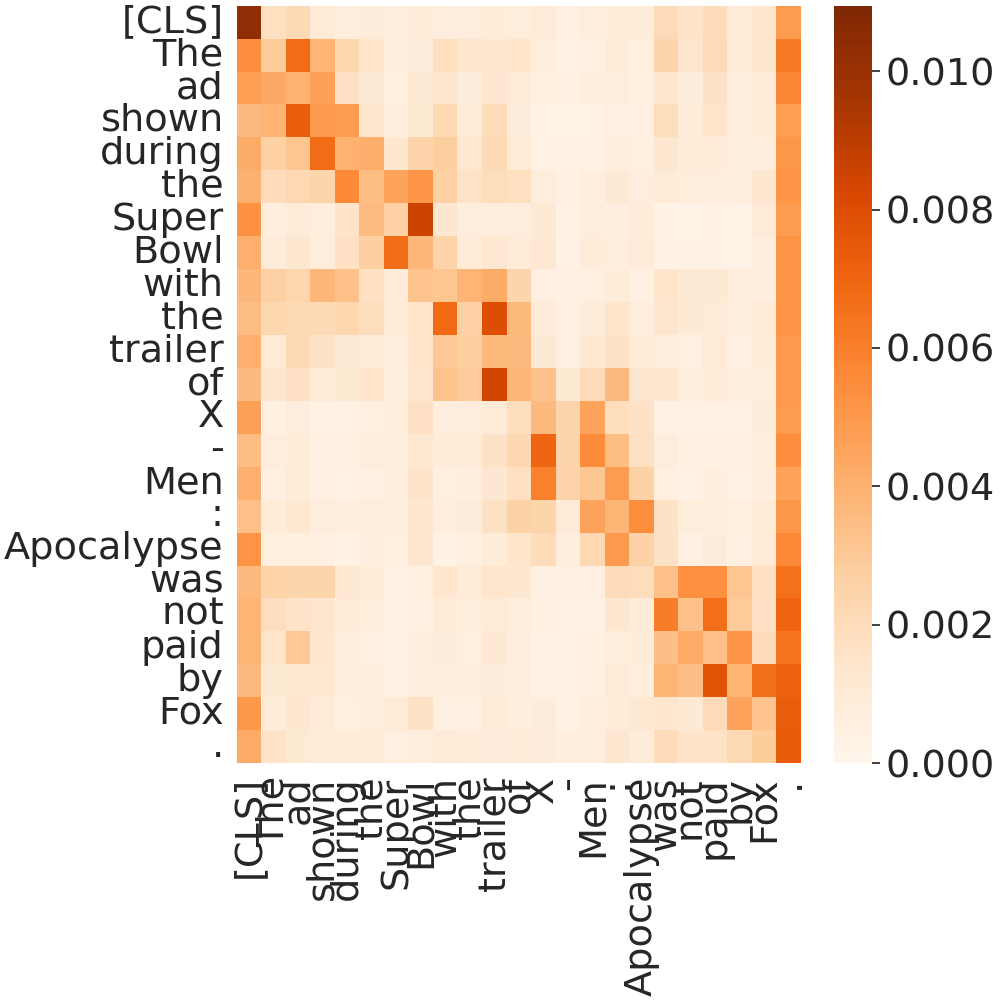 [CLS]
The
ad
shown
during
the
Super
Bowl
with
the
trailer
of
X
-
Men
:
Apocalypse
was
not
paid
by
Fox
.
0.010
0.008
0.006
0.004
0.002
0.000
[CLS]
The
ad
shown
during
the
Super
Bowl
with
the
trailer
of
X
-
Men
:
Apocalypse
was
not
paid
by
Fox
.